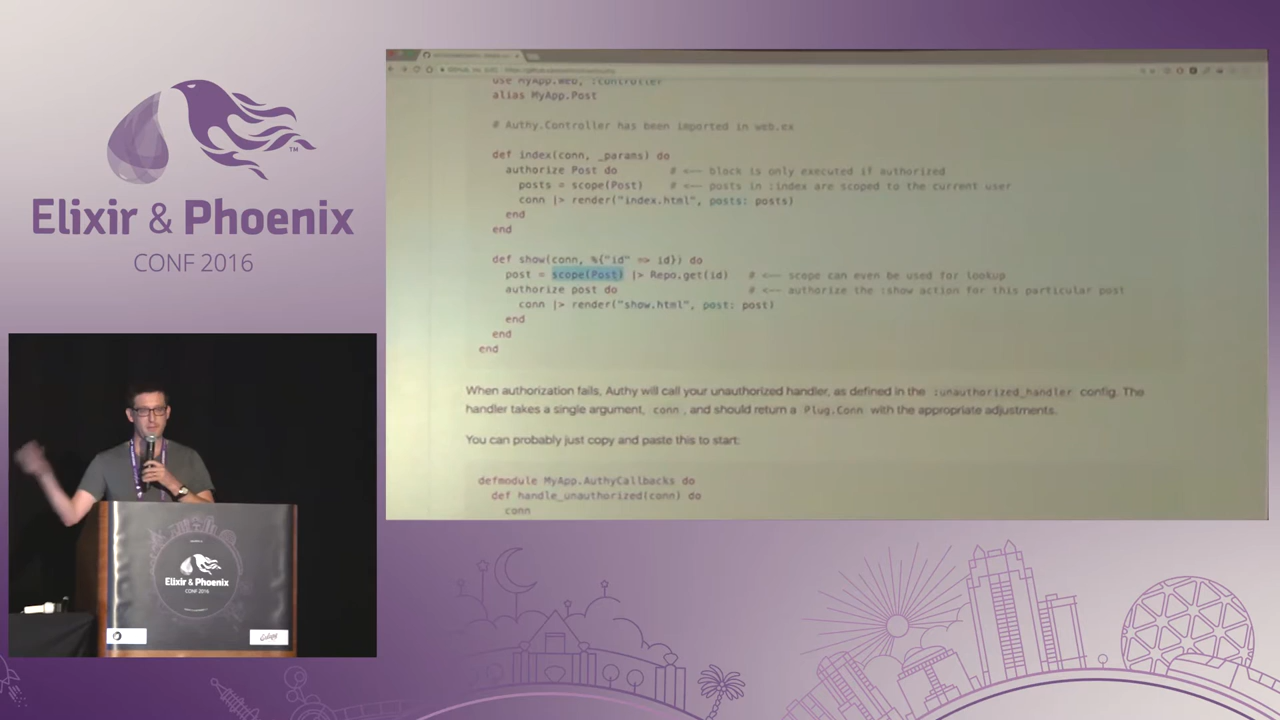 Elixir & Phoenix
CONF 2016
TM
use MyApp.Web, :controller
alias MyApp.Post
# Authy.Controller has been imported in web.ex
def index(conn, _params) do
authorize Post do # <-- block is only executed if authorized
posts = scope(Post) # <-- posts in :index are scoped to the current user
conn |> render("index.html", posts: posts)
end
end
def show(conn, %{"id" => id}) do
post = scope(Post) |> Repo.get(id) # <-- scope can even be used for lookup
authorize post do # <-- authorize the :show action for this particular post
conn |> render("show.html", post: post)
end
end
end
When authorization fails, Authy will call your unauthorized handler, as defined in the :unauthorized_handler config. The
handler takes a single argument, conn, and should return a Plug.Conn with the appropriate adjustments.
You can probably just copy and paste this to start:
defmodule MyApp.AuthyCallbacks do
def handle_unauthorized(conn) do
conn
Elixir & Phoenix
CONF 2016